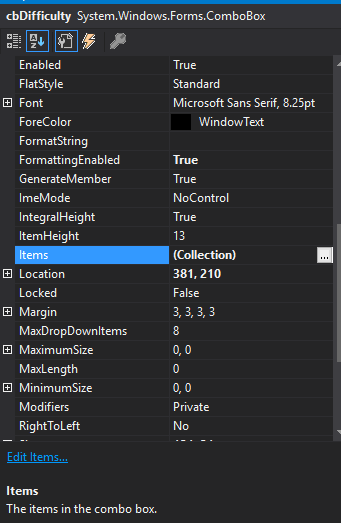 cbDifficulty System.Windows.Forms.ComboBox
Enabled True
FlatStyle Standard
Font Microsoft Sans Serif, 8.25pt
ForeColor WindowText
FormatString
FormattingEnabled True
GenerateMember True
ImeMode NoControl
IntegralHeight True
ItemHeight 13
Items (Collection) ...
Location 381, 210
Locked False
Margin 3, 3, 3, 3
MaxDropDownItems 8
MaximumSize 0, 0
MaxLength 0
MinimumSize 0, 0
Modifiers Private
RightToLeft No
Edit Items...
Items
The items in the combo box.